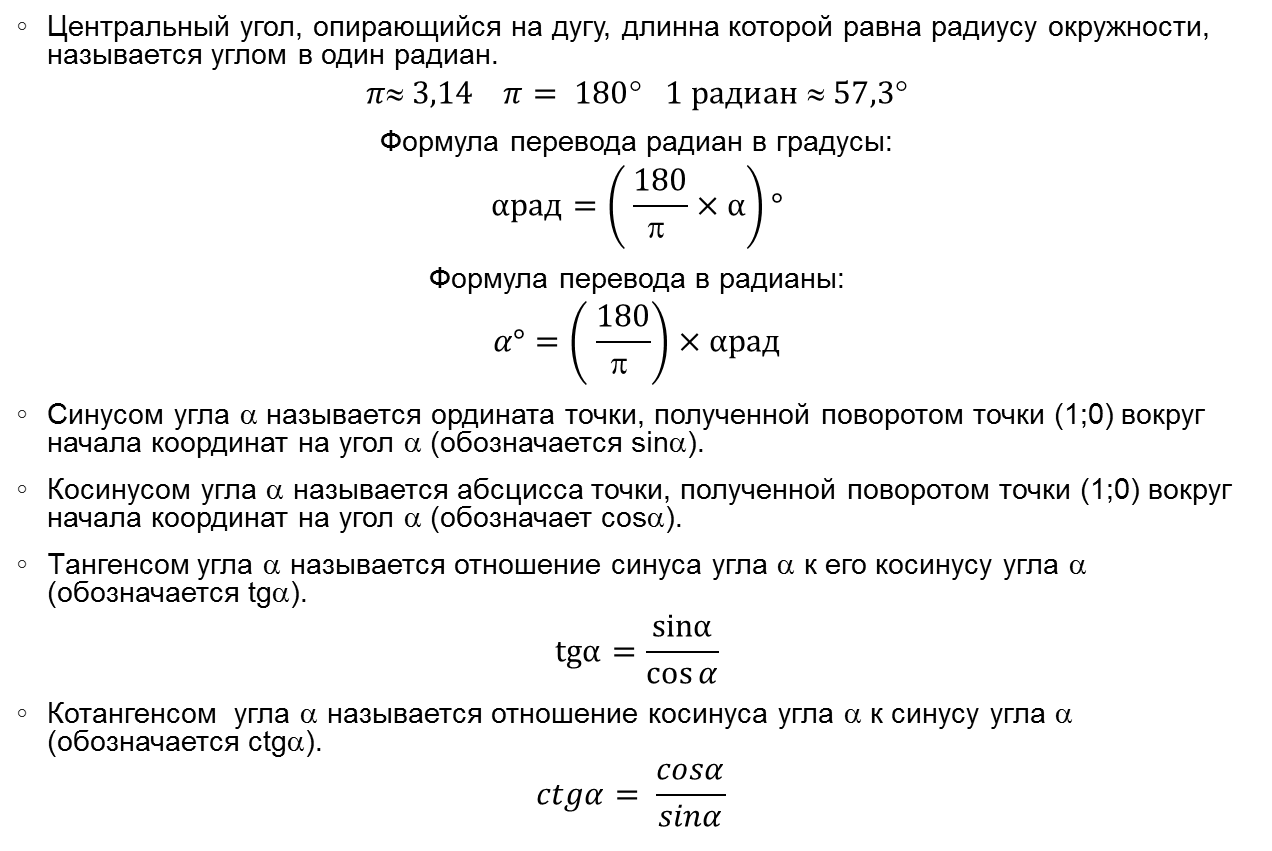 ◦ Центральный угол, опирающийся на дугу, длинна которой равна радиусу окружности,
называется углом в один радиан.
π≈ 3,14 π = 180° 1 радиан ≈ 57,3°
Формула перевода радиан в градусы:
αрад = (180/π × α)°
Формула перевода в радианы:
α° = (180/π) × αрад
◦ Синусом угла α называется ордината точки, полученной поворотом точки (1;0) вокруг
начала координат на угол α (обозначается sinα).
◦ Косинусом угла α называется абсцисса точки, полученной поворотом точки (1;0) вокруг
начала координат на угол α (обозначает cosα).
◦ Тангенсом угла α называется отношение синуса угла α к его косинусу угла α
(обозначается tgα).
tgα = sinα/cos α
◦ Котангенсом угла α называется отношение косинуса угла α к синусу угла α
(обозначается ctgα).
ctgα = cosα/sinα